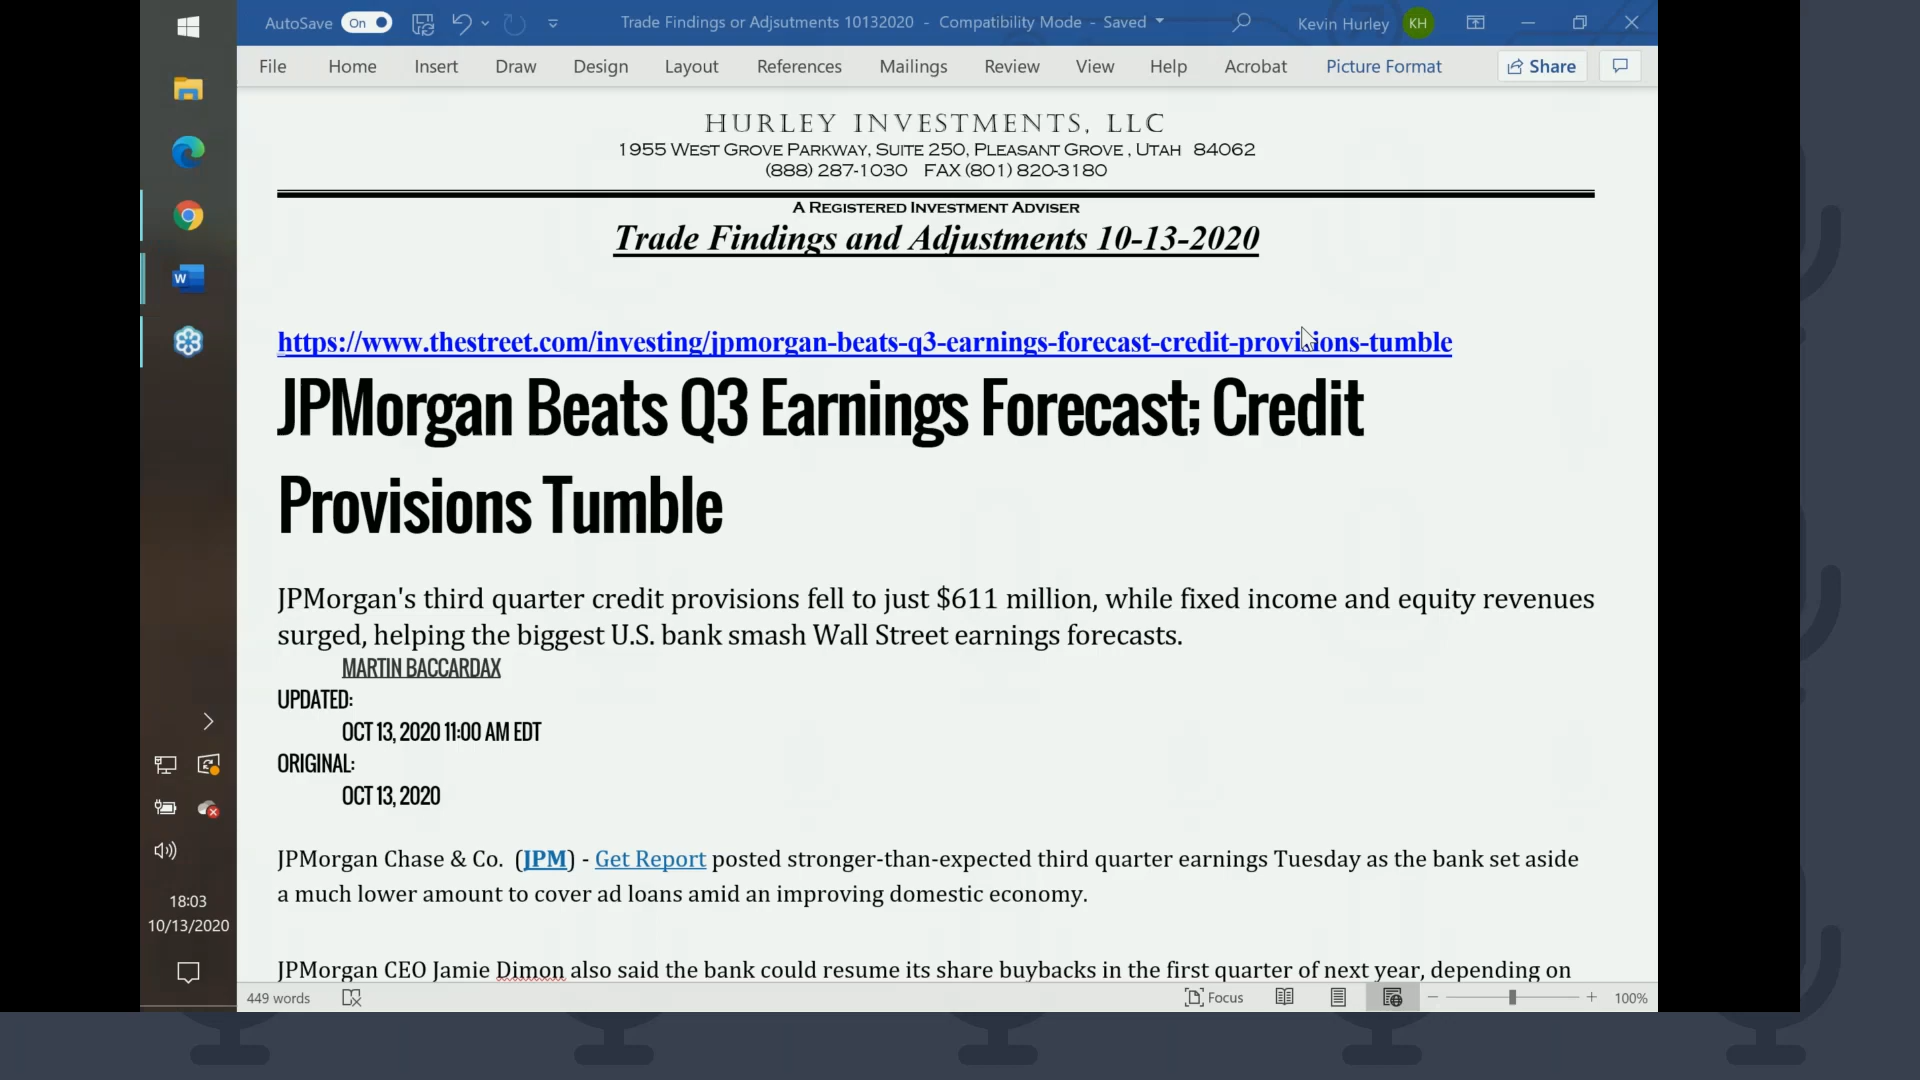 AutoSave On Trade Findings or Adjsutments 10132020 - Compatibility Mode - Saved Kevin Hurley KH
File Home Insert Draw Design Layout References Mailings Review View Help Acrobat Picture Format Share
HURLEY INVESTMENTS, LLC
1955 WEST GROVE PARKWAY, SUITE 250, PLEASANT GROVE , UTAH 84062
(888) 287-1030 FAX (801) 820-3180
A REGISTERED INVESTMENT ADVISER
Trade Findings and Adjustments 10-13-2020
https://www.thestreet.com/investing/jpmorgan-beats-q3-earnings-forecast-credit-provisions-tumble
JPMorgan Beats Q3 Earnings Forecast; Credit
Provisions Tumble
JPMorgan's third quarter credit provisions fell to just $611 million, while fixed income and equity revenues
surged, helping the biggest U.S. bank smash Wall Street earnings forecasts.
MARTIN BACCARDAX
UPDATED:
OCT 13, 2020 11:00 AM EDT
ORIGINAL:
OCT 13, 2020
JPMorgan Chase & Co. (JPM) - Get Report posted stronger-than-expected third quarter earnings Tuesday as the bank set aside
a much lower amount to cover ad loans amid an improving domestic economy.
JPMorgan CEO Jamie Dimon also said the bank could resume its share buybacks in the first quarter of next year, depending on
18:03
10/13/2020
449 words Focus 100%